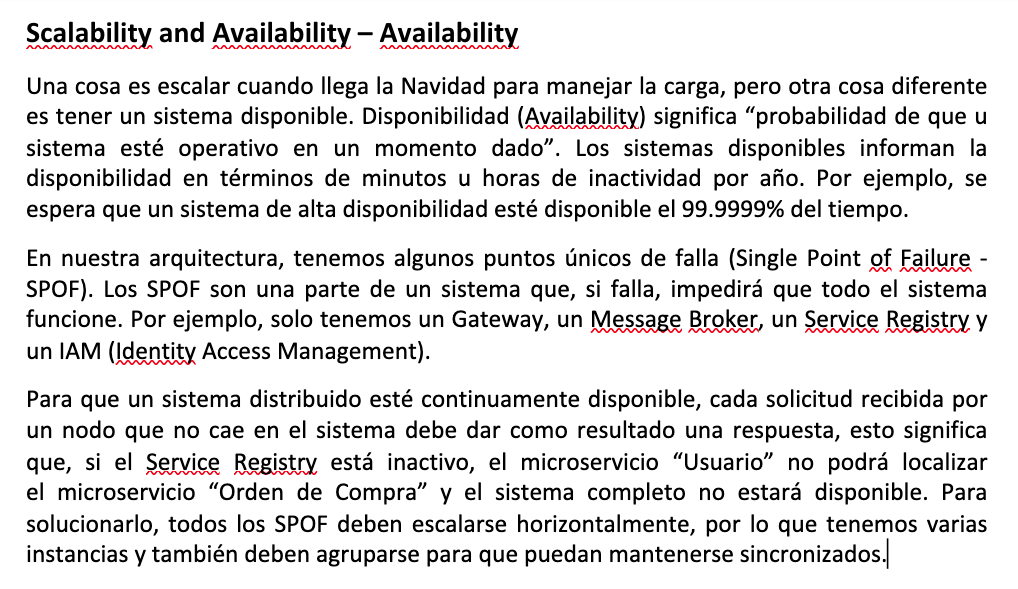 Scalability and Availability – Availability
Una cosa es escalar cuando llega la Navidad para manejar la carga, pero otra cosa diferente
es tener un sistema disponible. Disponibilidad (Availability) significa “probabilidad de que u
sistema esté operativo en un momento dado”. Los sistemas disponibles informan la
disponibilidad en términos de minutos u horas de inactividad por año. Por ejemplo, se
espera que un sistema de alta disponibilidad esté disponible el 99.9999% del tiempo.
En nuestra arquitectura, tenemos algunos puntos únicos de falla (Single Point of Failure -
SPOF). Los SPOF son una parte de un sistema que, si falla, impedirá que todo el sistema
funcione. Por ejemplo, solo tenemos un Gateway, un Message Broker, un Service Registry y
un IAM (Identity Access Management).
Para que un sistema distribuido esté continuamente disponible, cada solicitud recibida por
un nodo que no cae en el sistema debe dar como resultado una respuesta, esto significa
que, si el Service Registry está inactivo, el microservicio “Usuario” no podrá localizar
el microservicio “Orden de Compra” y el sistema completo no estará disponible. Para
solucionarlo, todos los SPOF deben escalarse horizontalmente, por lo que tenemos varias
instancias y también deben agruparse para que puedan mantenerse sincronizados.